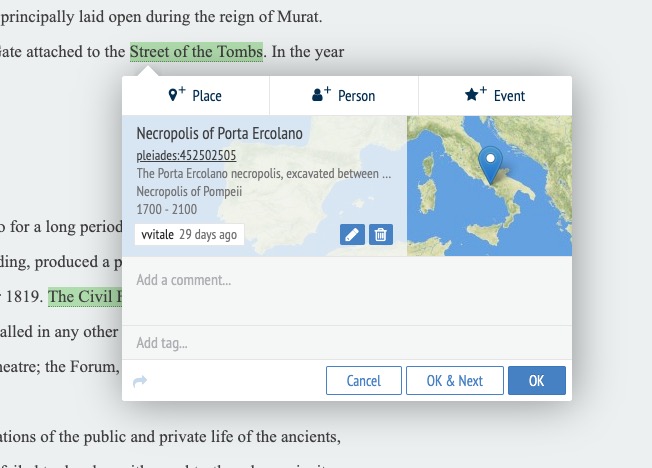 principally laid open during the reign of Murat.
Gate attached to the Street of the Tombs. In the year
Place
Person
Event
Necropolis of Porta Ercolano
pleiades:452502505
The Porta Ercolano necropolis, excavated between ...
Necropolis of Pompeii
1700 - 2100
vvitale 29 days ago
o for a long period
ding, produced a p
1819. The Civil
alled in any other
heatre; the Forum,
Add a comment...
Add tag...
Cancel
OK & Next
OK
ations of the public and private life of the ancients,